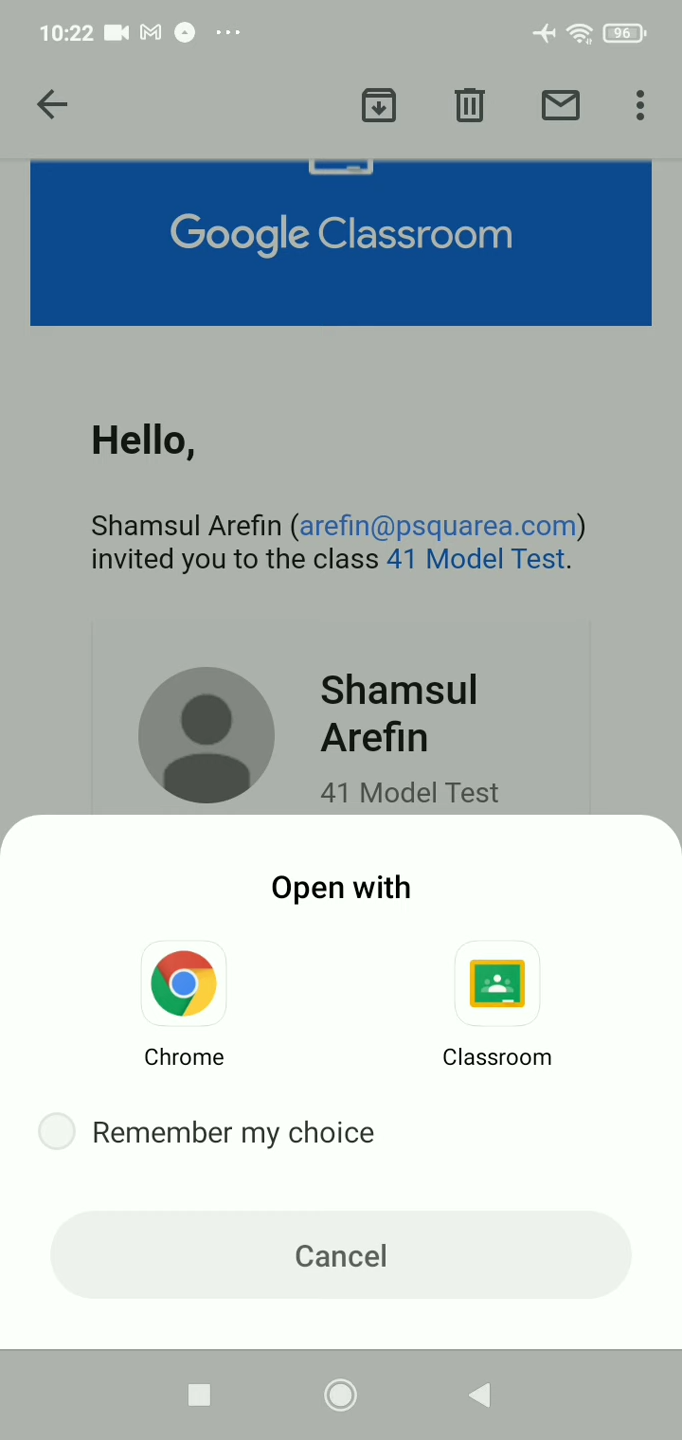 10:22
96
Google Classroom
Hello,
Shamsul Arefin (arefin@psquarea.com)
invited you to the class 41 Model Test.
Shamsul
Arefin
41 Model Test
Open with
Chrome
Classroom
Remember my choice
Cancel